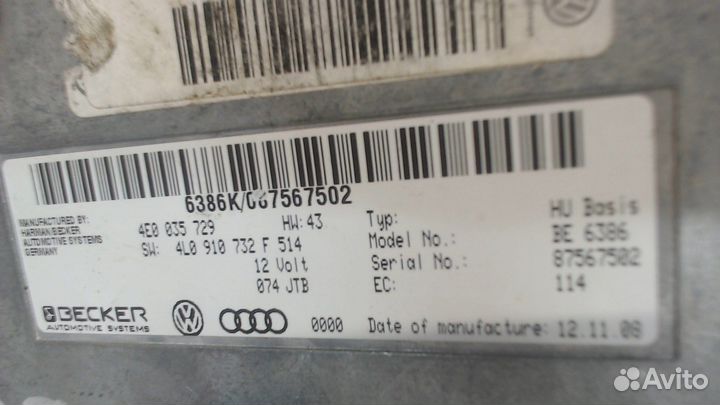 6386K/087567502
MANUFACTURED BY:
HARMAN/BECKER
AUTOMOTIVE SYSTEMS
GERMANY
4E0 035 729 HW: 43
SW: 4L0 910 732 F 514
12 Volt
074 JTB
Typ: HU Basis
Model No.: BE 6386
Serial No.: 87567502
EC: 114
BECKER
AUTOMOTIVE SYSTEMS
0000 Date of manufacture: 12.11.08
Avito